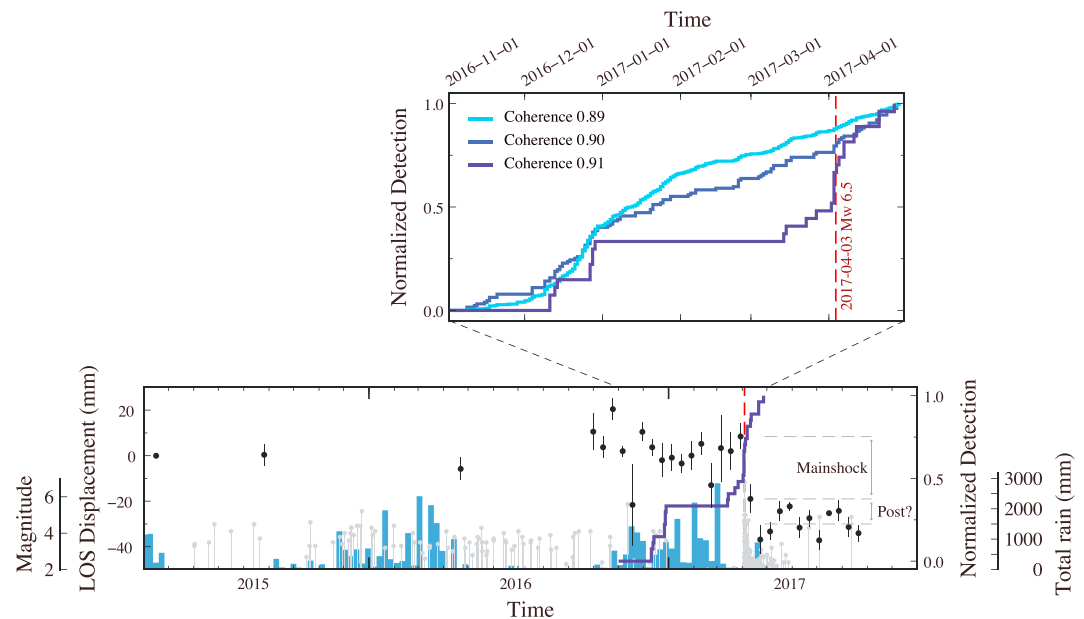 Time
2016–11–01
2016–12–01
2017–01–01
2017–02–01
2017–03–01
2017–04–01
Normalized Detection
1.0
0.5
0.0
Coherence 0.89
Coherence 0.90
Coherence 0.91
2017-04-03 Mw 6.5
Magnitude
6
4
2
LOS Displacement (mm)
20
0
−20
−40
Mainshock
Post?
1.0
0.5
0.0
Normalized Detection
3000
2000
1000
0
Total rain (mm)
2015
2016
2017
Time